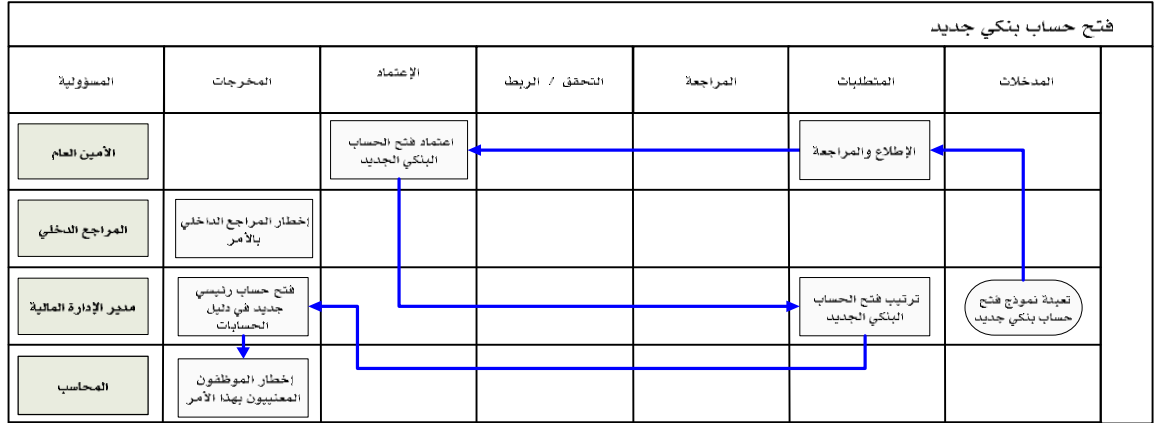 فتح حساب بنكي جديد
المدخلات
المتطلبات
المراجعة
التحقق / الربط
الإعتماد
المخرجات
المسؤولية
الإطلاع والمراجعة
اعتماد فتح الحساب
البنكي الجديد
الأمين العام
إخطار المراجع الداخلي
بالأمر
المراجع الدخلي
تعبئة نموذج فتح
حساب بنكي جديد
ترتيب فتح الحساب
البنكي الجديد
فتح حساب رئيسي
جديد في دليل
الحسابات
مدير الإدارة المالية
إخطار الموظفون
المعنييون بهذا الأمر
المحاسب